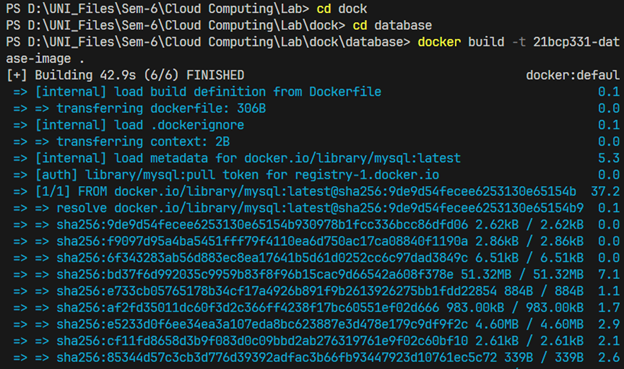 PS D:\UNI_Files\Sem-6\Cloud Computing\Lab> cd dock
PS D:\UNI_Files\Sem-6\Cloud Computing\Lab\dock> cd database
PS D:\UNI_Files\Sem-6\Cloud Computing\Lab\dock\database> docker build -t 21bcp331-dat
ase-image .
[+] Building 42.9s (6/6) FINISHED docker:defaul
=> [internal] load build definition from Dockerfile 0.1
=> => transferring dockerfile: 306B 0.0
=> [internal] load .dockerignore 0.1
=> => transferring context: 2B 0.0
=> [internal] load metadata for docker.io/library/mysql:latest 5.3
=> [auth] library/mysql:pull token for registry-1.docker.io 0.0
=> [1/1] FROM docker.io/library/mysql:latest@sha256:9de9d54fecee6253130e65154b 37.2
=> => resolve docker.io/library/mysql:latest@sha256:9de9d54fecee6253130e65154b9 0.1
=> => sha256:9de9d54fecee6253130e65154b930978b1fcc336bcc86dfd06 2.62kB / 2.62kB 0.0
=> => sha256:f9097d95a4ba5451fff79f4110ea6d750ac17ca08840f1190a 2.86kB / 2.86kB 0.0
=> => sha256:6f343283ab56d883ec8ea17641b5d61d0252cc6c97dad3849c 6.51kB / 6.51kB 0.0
=> => sha256:bd37f6d992035c9959b83f8f96b15cac9d66542a608f378e 51.32MB / 51.32MB 7.1
=> => sha256:e733cb05765178b34cf17a4926b891f9b2613926275bb1fdd22854 884B / 884B 1.1
=> => sha256:af2fd35011dc60f3d2c366ff4238f17bc60551ef02d666 983.00kB / 983.00kB 1.7
=> => sha256:e5233d0f6ee34ea3a107eda8bc623887e3d478e179c9df9f2c 4.60MB / 4.60MB 2.9
=> => sha256:cf11fd8658d3b9f083d0c09bbd2ab276319761e9f02c60bf10 2.61kB / 2.61kB 2.1
=> => sha256:85344d57c3cb3d776d39392adfac3b66fb93447923d10761ec5c72 339B / 339B 2.6